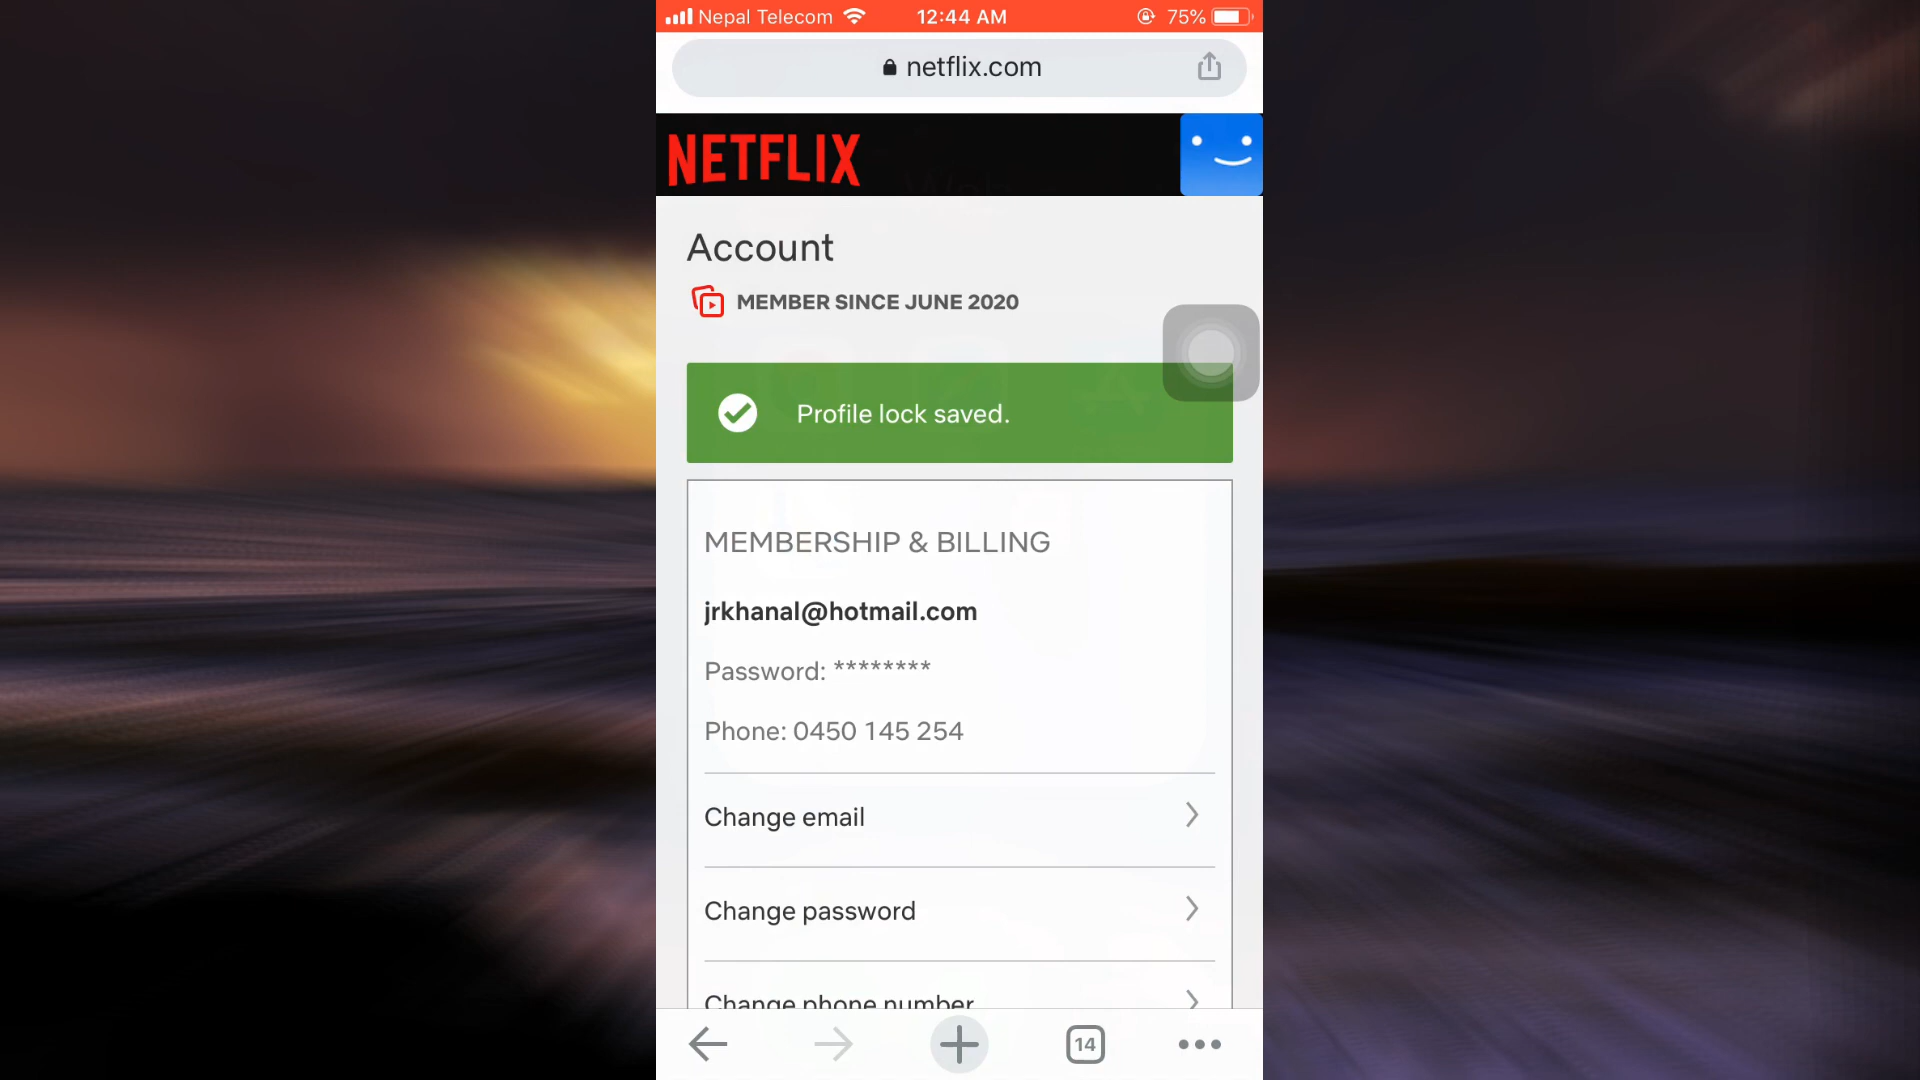 Nepal Telecom 12:44 AM 75%
netflix.com
NETFLIX
Account
MEMBER SINCE JUNE 2020
Profile lock saved.
MEMBERSHIP & BILLING
jrkhanal@hotmail.com
Password: ********
Phone: 0450 145 254
Change email
Change password
Change phone number
14